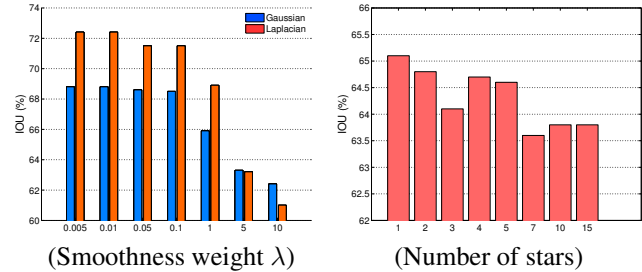 74
72
70
68
66
64
62
60
IOU (%)
Gaussian
Laplacian
0.005 0.01 0.05 0.1 1 5 10
(Smoothness weight λ)
66
65.5
65
64.5
64
63.5
63
62.5
62
IOU (%)
1 2 3 4 5 7 10 15
(Number of stars)